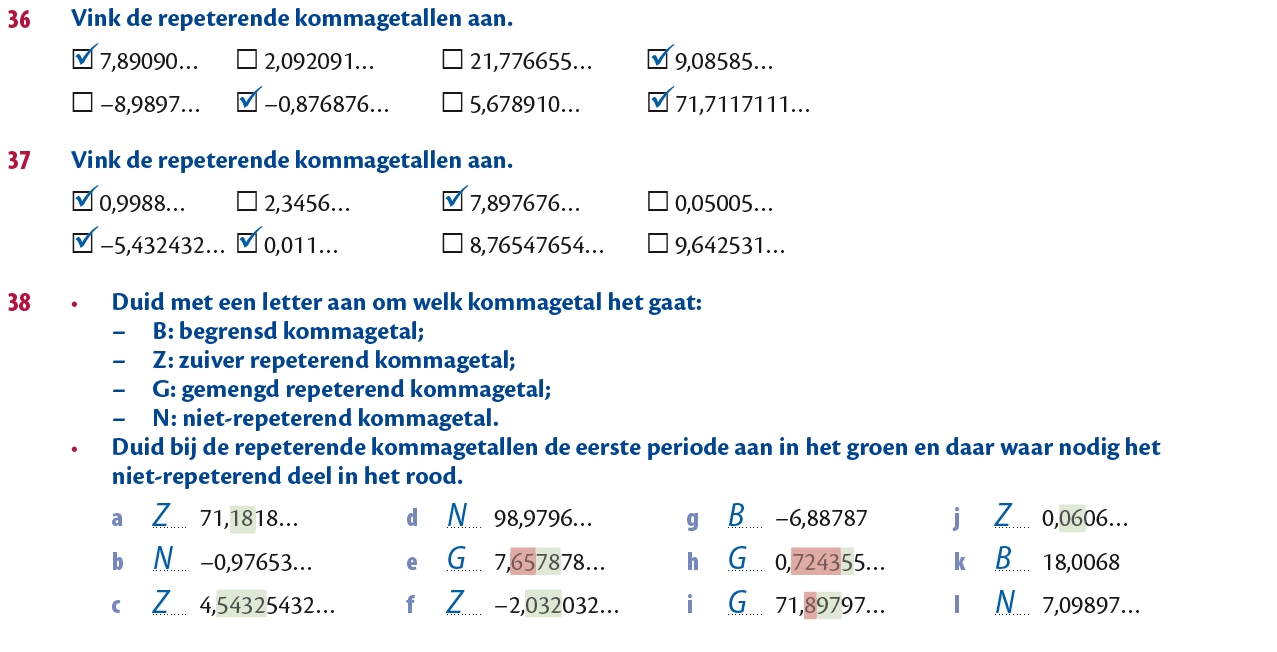 36 Vink de repeterende kommagetallen aan.
☑ 7,89090… ☐ 2,092091… ☐ 21,776655… ☑ 9,08585…
☐ –8,9897… ☑ –0,876876… ☐ 5,678910… ☑ 71,7117111…
37 Vink de repeterende kommagetallen aan.
☑ 0,9988… ☐ 2,3456… ☑ 7,897676… ☐ 0,05005…
☑ –5,432432… ☑ 0,011… ☐ 8,76547654… ☐ 9,642531…
38 • Duid met een letter aan om welk kommagetal het gaat:
– B: begrensd kommagetal;
– Z: zuiver repeterend kommagetal;
– G: gemengd repeterend kommagetal;
– N: niet-repeterend kommagetal.
• Duid bij de repeterende kommagetallen de eerste periode aan in het groen en daar waar nodig het
niet-repeterend deel in het rood.
a Z 71,1818… d N 98,9796… g B –6,88787 j Z 0,0606…
b N –0,97653… e G 7,657878… h G 0,724355… k B 18,0068
c Z 4,54325432… f Z –2,032032… i G 71,89797… l N 7,09897…